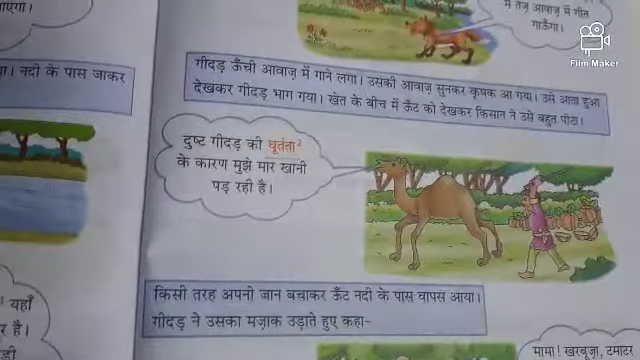 में तेज़ आवाज़ में गीत
गाऊँगा।
Film Maker
गीदड़ ऊँची आवाज़ में गाने लगा। उसकी आवाज़ सुनकर कृषक आ गया। उसे आता हुआ
देखकर गीदड़ भाग गया। खेत के बीच में ऊँट को देखकर किसान ने उसे बहुत पीटा।
। नदी के पास जाकर
दुष्ट गीदड़ की धूर्तता²
के कारण मुझे मार खानी
पड़ रही है।
किसी तरह अपनी जान बचाकर ऊँट नदी के पास वापस आया।
गीदड़ ने उसका मज़ाक उड़ाते हुए कहा-
यहाँ
र है।
मामा! खरबूज़ा, टमाटर